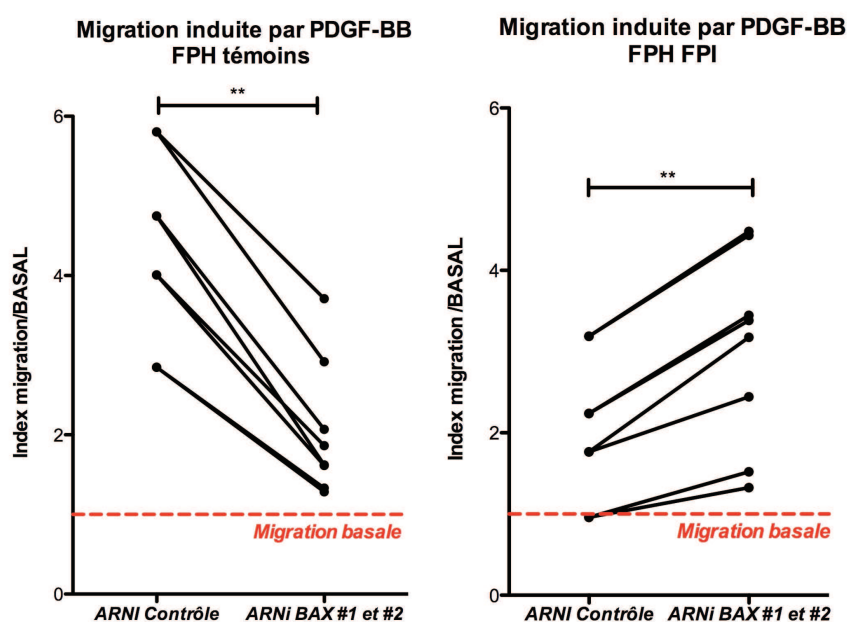 Migration induite par PDGF-BB
FPH témoins
**
6
4
2
0
Index migration/BASAL
Migration basale
ARNI Contrôle
ARNi BAX #1 et #2
Migration induite par PDGF-BB
FPH FPI
**
6
4
2
0
Index migration /BASAL
Migration basale
ARNI Contrôle
ARNi BAX #1 et #2